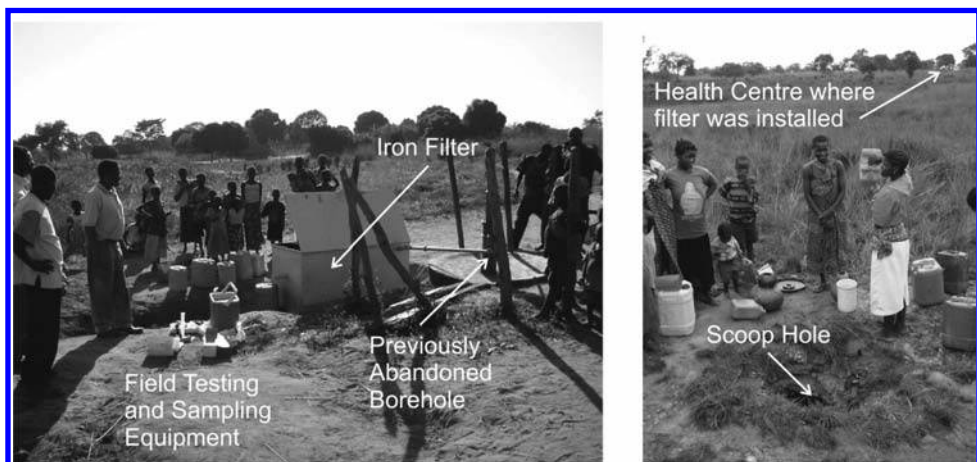 Iron Filter
Previously
Abandoned
Borehole
Field Testing
and Sampling
Equipment
Health Centre where
filter was installed
Scoop Hole